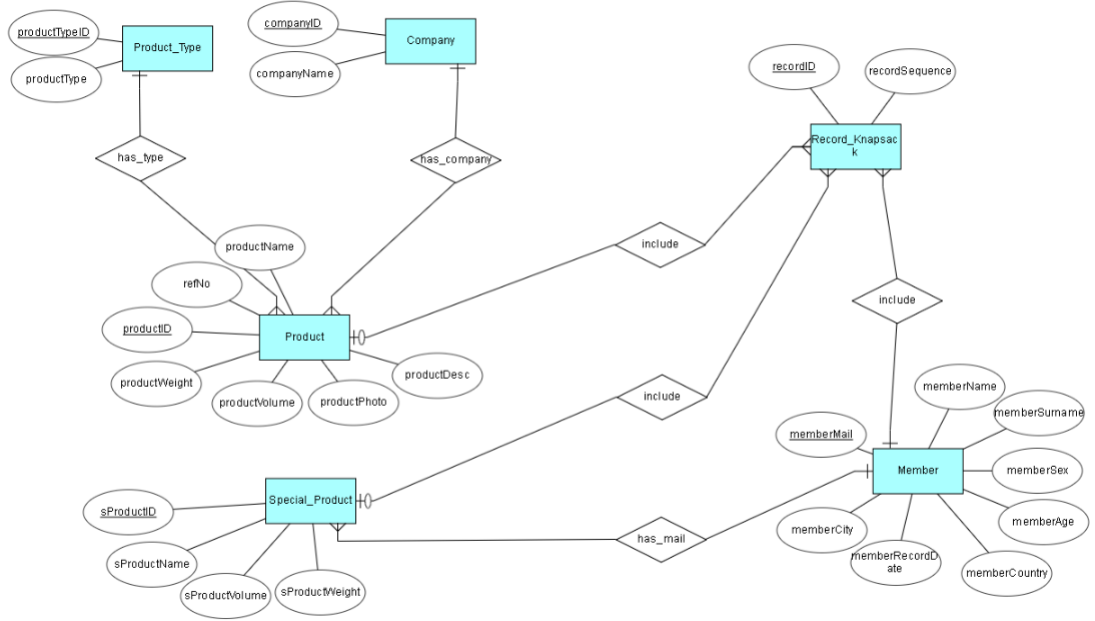 productTypeID
Product_Type
productType
companyID
Company
companyName
recordID
recordSequence
Record_Knapsac
k
has_type
has_company
productName
include
refNo
include
productID
Product
productWeight
productVolume
productPhoto
productDesc
include
memberName
memberSurname
memberMail
Member
memberSex
memberAge
memberCity
memberRecordD
ate
memberCountry
Special_Product
sProductID
has_mail
sProductName
sProductVolume
sProductWeight